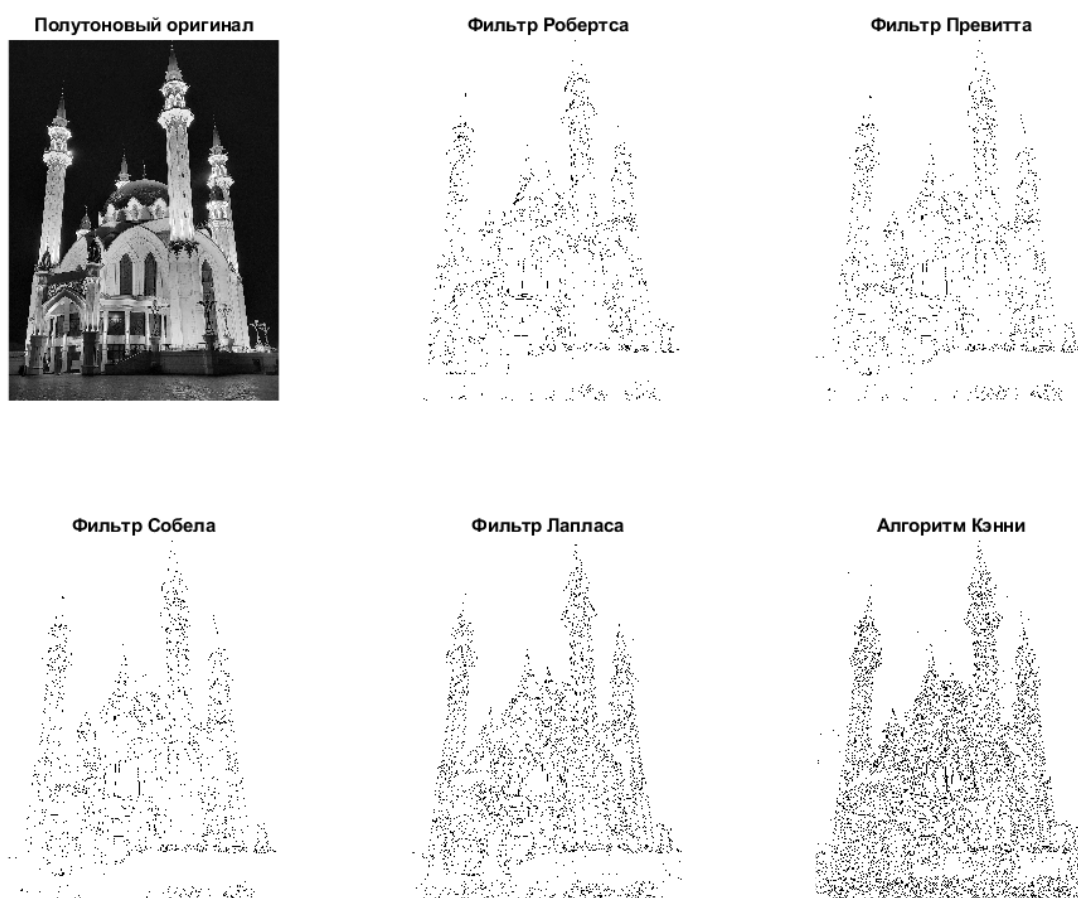 Полутоновый оригинал
Фильтр Робертса
Фильтр Превитта
Фильтр Собела
Фильтр Лапласа
Алгоритм Кэнни